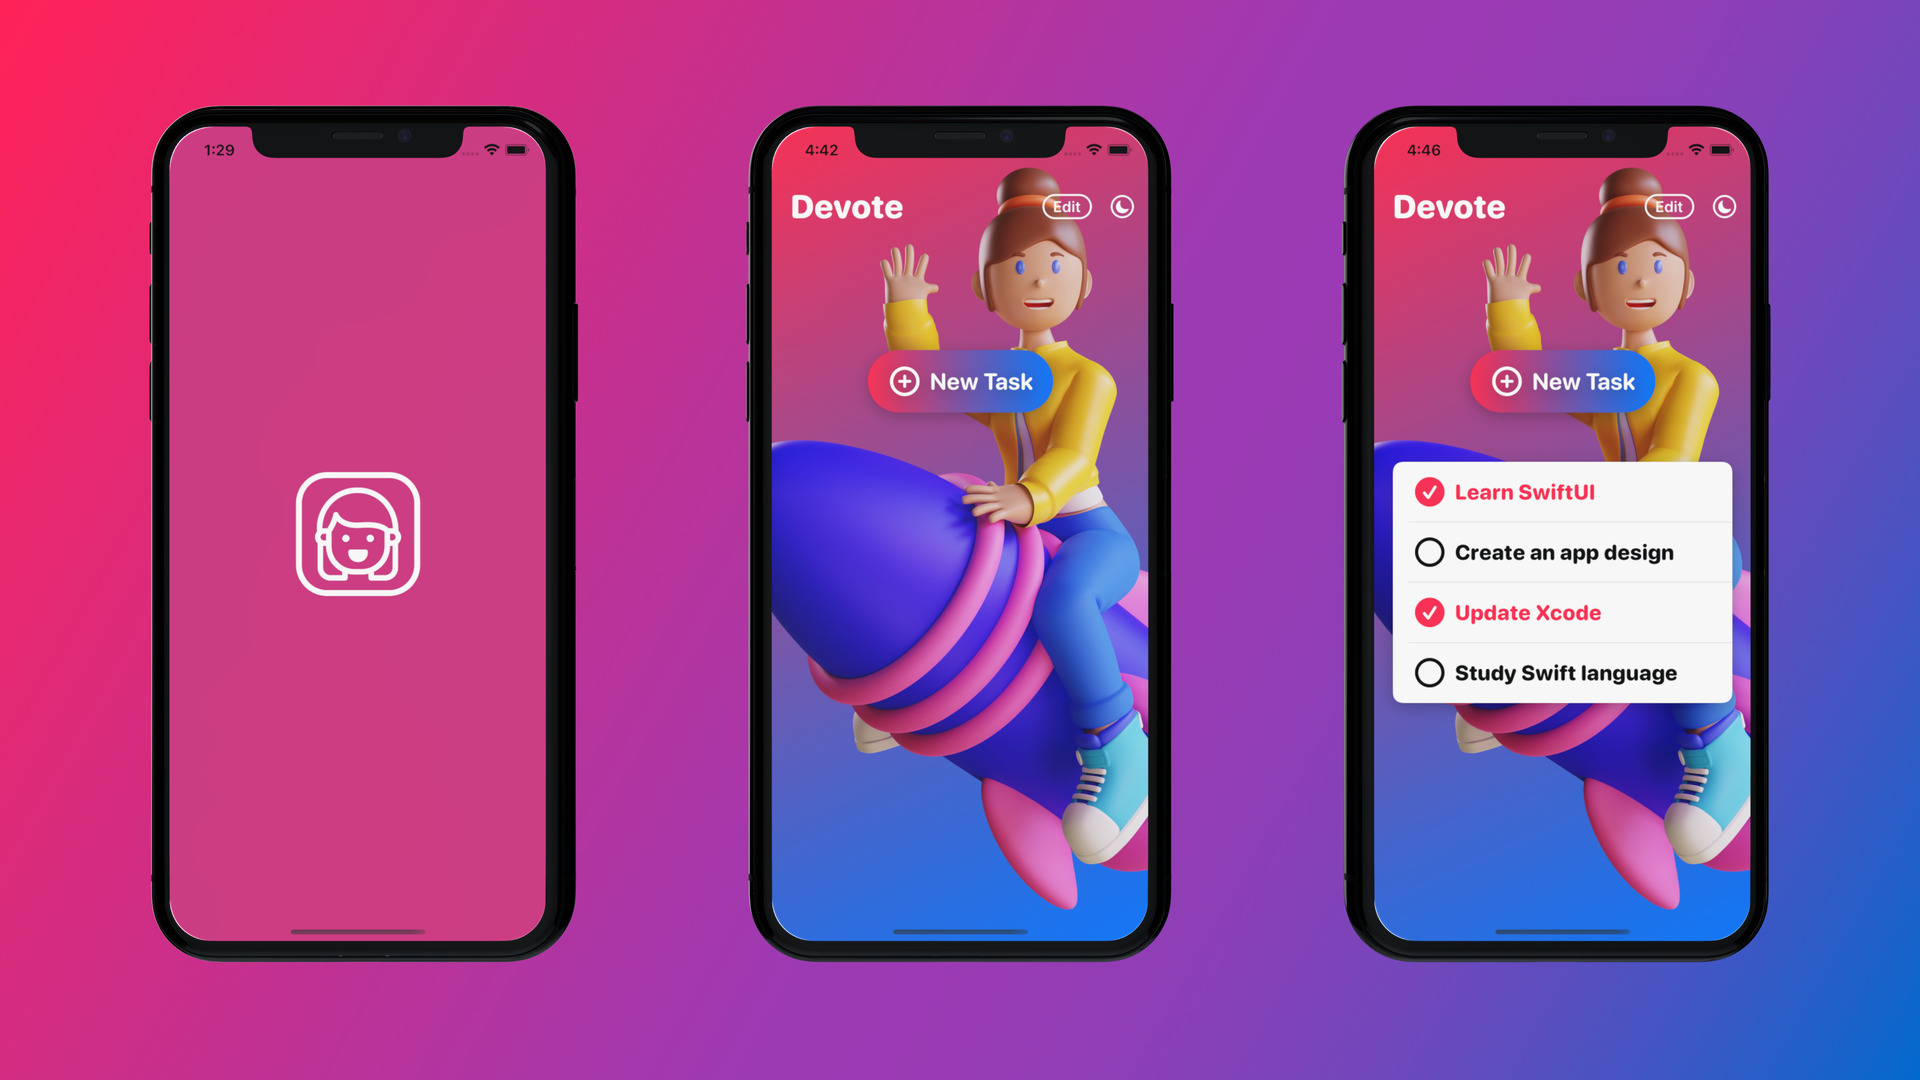 1:29
4:42
Devote
Edit
New Task
4:46
Devote
Edit
New Task
Learn SwiftUI
Create an app design
Update Xcode
Study Swift language